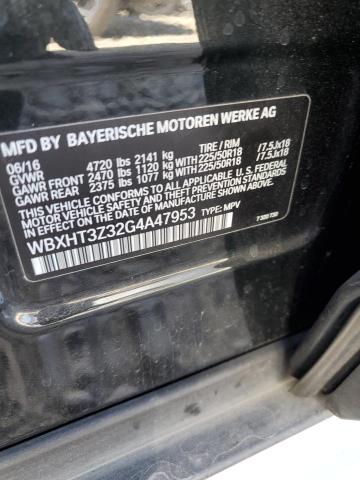 MFD BY BAYERISCHE MOTOREN WERKE AG
06/16 TIRE / RIM
GVWR 4720 lbs 2141 kg
GAWR FRONT 2470 lbs 1120 kg WITH 225/50R18 /7.5Jx18
GAWR REAR 2375 lbs 1077 kg WITH 225/50R18 /7.5Jx18
THIS VEHICLE CONFORMS TO ALL APPLICABLE U.S. FEDERAL
MOTOR VEHICLE SAFETY, BUMPER, AND THEFT PREVENTION STANDARDS
IN EFFECT ON THE DATE OF MANUFACTURE SHOWN ABOVE.
WBXHT3Z32G4A47953 TYPE: MPV